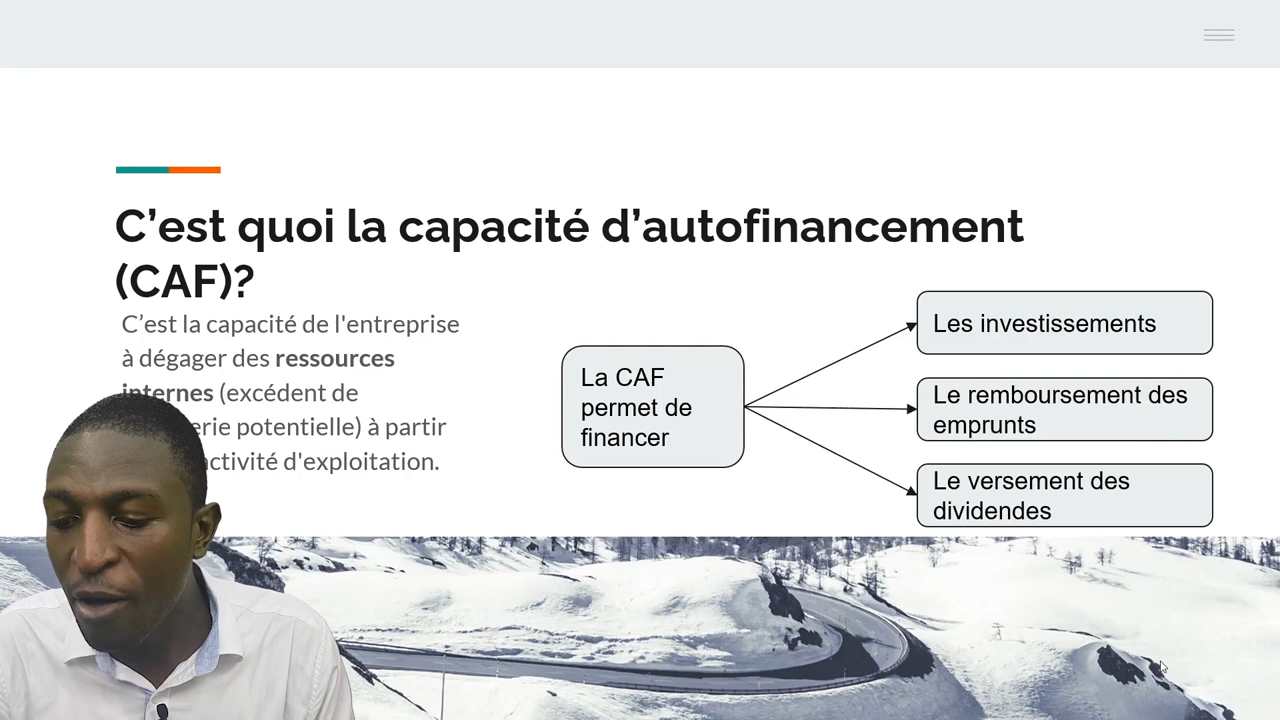 C’est quoi la capacité d’autofinancement
(CAF)?
C’est la capacité de l'entreprise
à dégager des ressources
internes (excédent de
potentielle) à partir
d'exploitation.
La CAF
permet de
financer
Les investissements
Le remboursement des
emprunts
Le versement des
dividendes